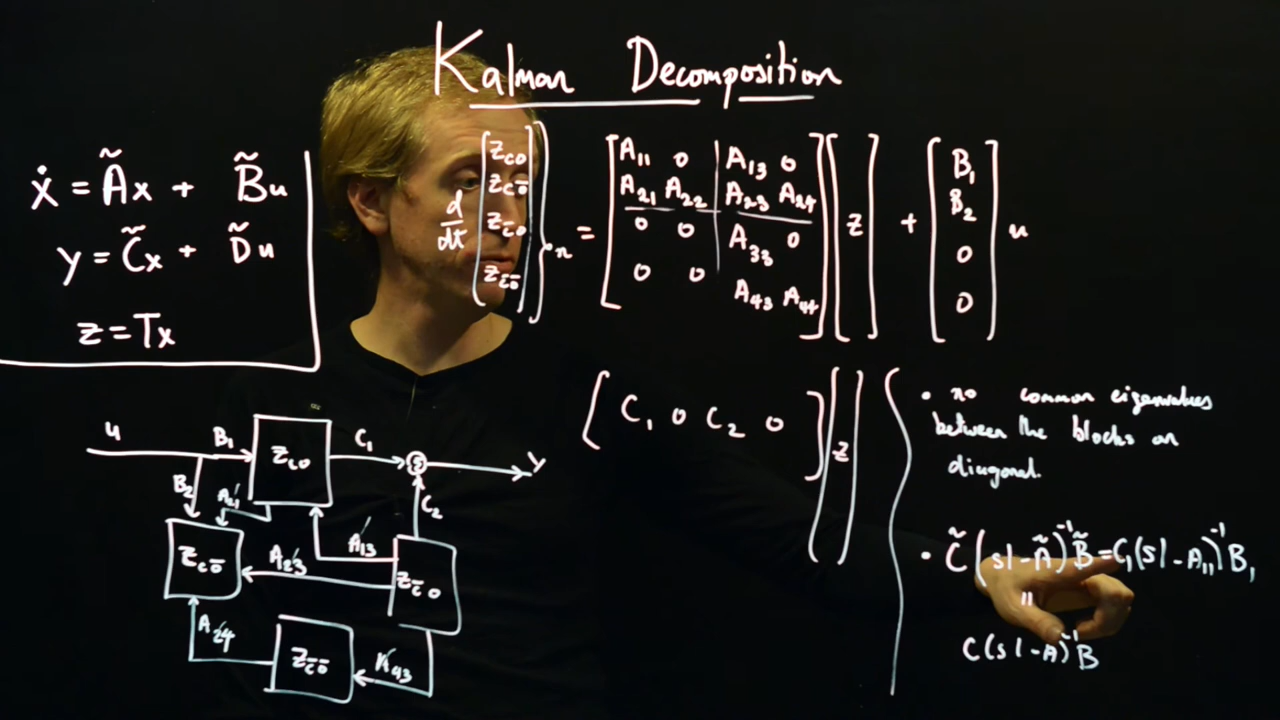 Kalman Decomposition
ẋ = Ãx + B̃u
y = C̃x + D̃u
z = Tx
d/dt [z_co z_cō z_c̄o z_c̄ō] } n = [A₁₁ 0 A₁₃ 0 [z] + [B₁ u
A₂₁ A₂₂ A₂₃ A₂₄ B₂
0 0 A₃₃ 0 0
0 0 A₄₃ A₄₄] 0]
[C₁ 0 C₂ 0] [z]
• no common eigenvalues
between the blocks on
diagonal.
• C̃(sI - Ã)⁻¹B̃ = C₁(sI - A₁₁)⁻¹B₁
"
C(sI - A)⁻¹B
u B₁ z_co C₁ y
B₂ A₂₁ C₂
z_cō A₂₃ A₁₃ z_c̄o
A₂₄ z_c̄ō A₄₃